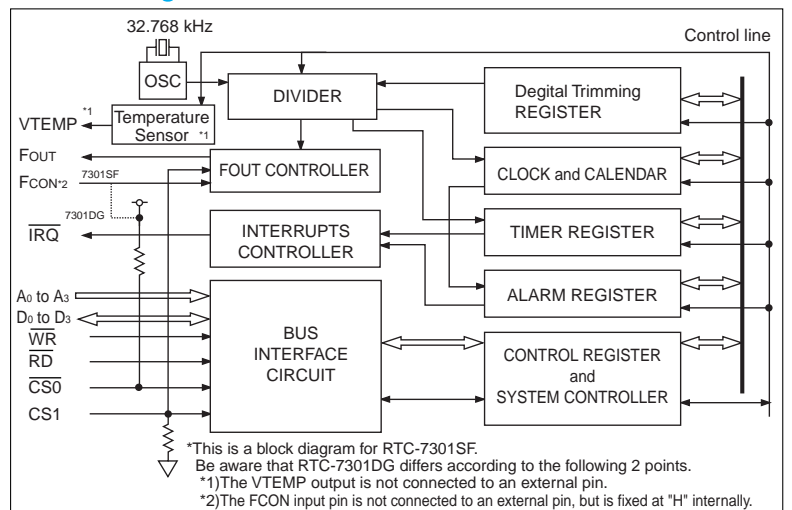 32.768 kHz
Control line
OSC
DIVIDER
Degital Trimming
REGISTER
VTEMP *1
Temperature
Sensor *1
FOUT
FOUT CONTROLLER
CLOCK and CALENDAR
FCON*2
7301SF
7301DG
IRQ
INTERRUPTS
CONTROLLER
TIMER REGISTER
A0 to A3
ALARM REGISTER
D0 to D3
WR
RD
CS0
CS1
BUS
INTERFACE
CIRCUIT
CONTROL REGISTER
and
SYSTEM CONTROLLER
*This is a block diagram for RTC-7301SF.
Be aware that RTC-7301DG differs according to the following 2 points.
*1)The VTEMP output is not connected to an external pin.
*2)The FCON input pin is not connected to an external pin, but is fixed at "H" internally.